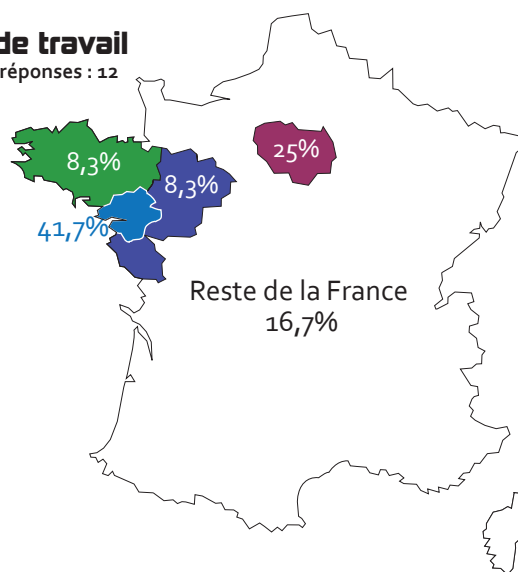 de travail
réponses : 12
8,3%
25%
8,3%
41,7%
Reste de la France
16,7%